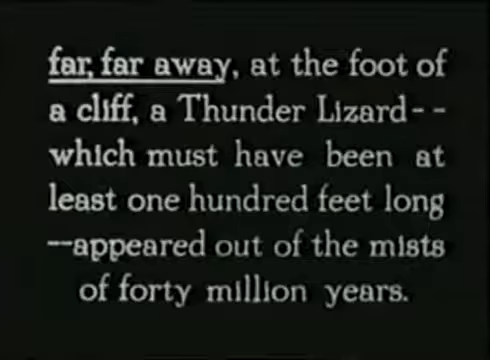 far, far away, at the foot of
a cliff, a Thunder Lizard--
which must have been at
least one hundred feet long
—appeared out of the mists
of forty million years.